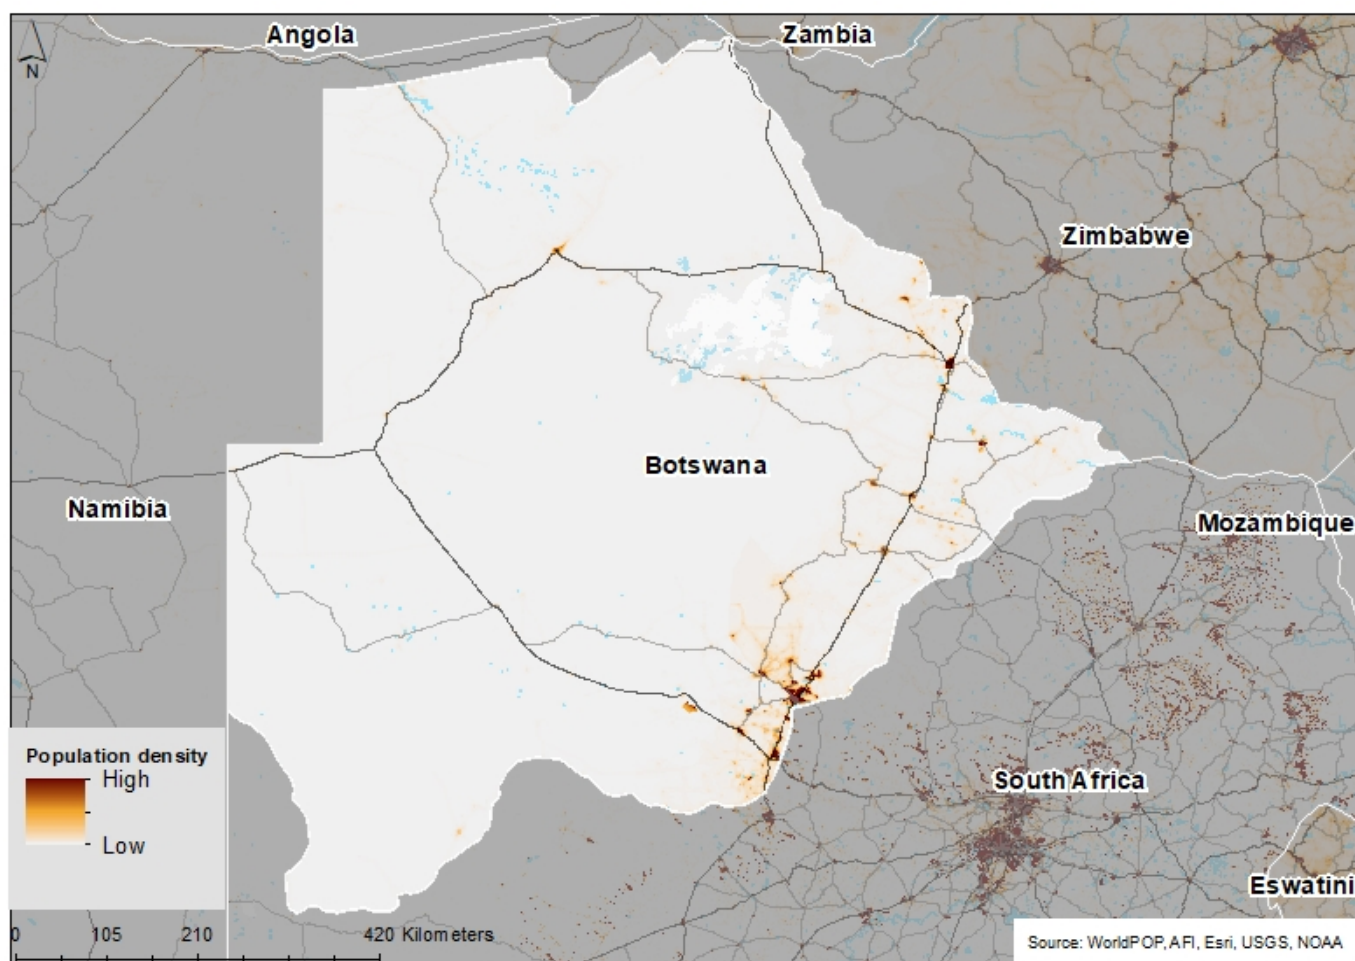 Angola
Zambia
N
Zimbabwe
Botswana
Namibia
Mozambique
Population density
High
Low
South Africa
Eswatini
0 105 210 420 Kilometers
Source: WorldPOP, AFI, Esri, USGS, NOAA